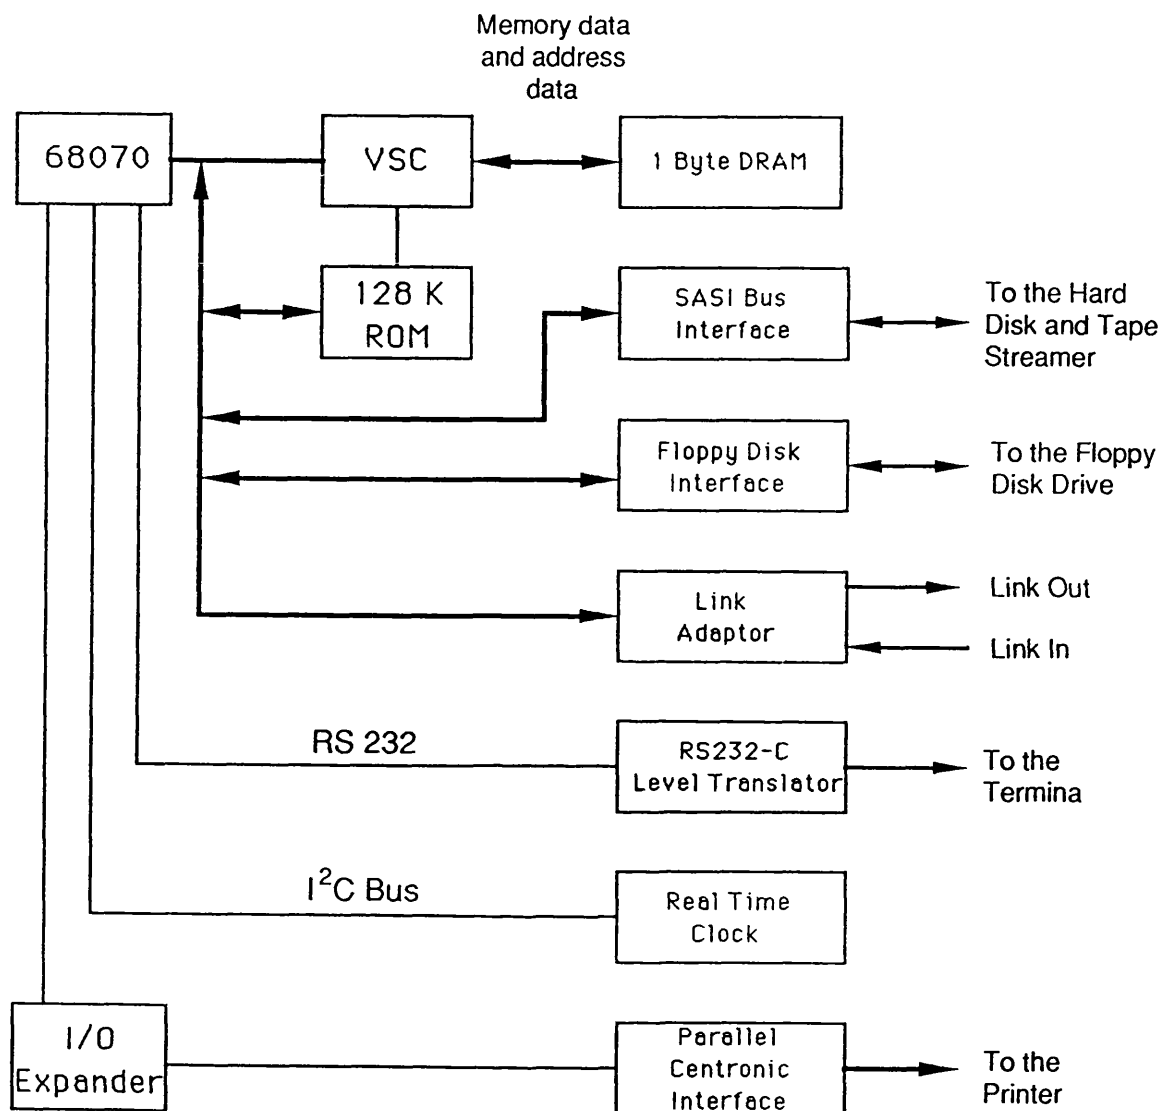 Memory data
and address
data
68070
VSC
1 Byte DRAM
128 K
ROM
SASI Bus
Interface
To the Hard
Disk and Tape
Streamer
Floppy Disk
Interface
To the Floppy
Disk Drive
Link
Adaptor
Link Out
Link In
RS 232
RS232-C
Level Translator
To the
Termina
I²C Bus
Real Time
Clock
I/O
Expander
Parallel
Centronic
Interface
To the
Printer